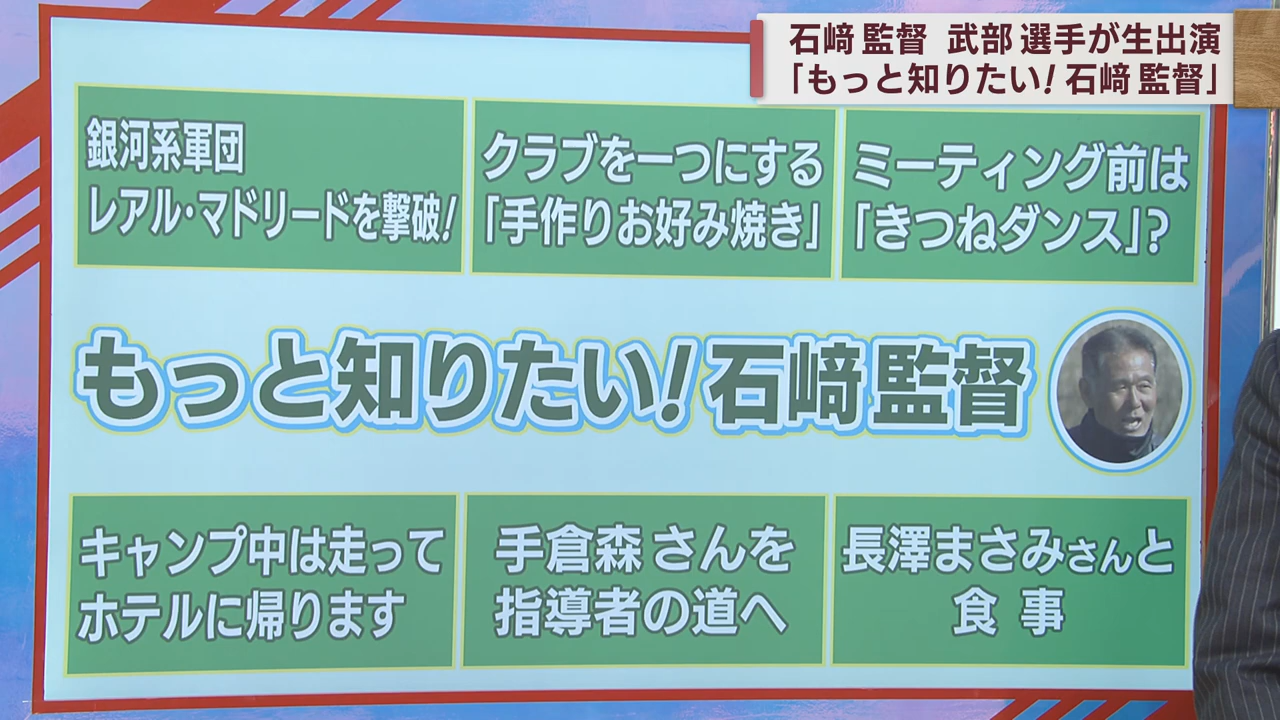 石﨑 監督 武部 選手が生出演
「もっと知りたい! 石﨑 監督」
銀河系軍団
レアル・マドリードを撃破!
クラブを一つにする
「手作りお好み焼き」
ミーティング前は
「きつねダンス」?
もっと知りたい! 石﨑 監督
キャンプ中は走って
ホテルに帰ります
手倉森 さんを
指導者の道へ
長澤まさみさんと
食 事